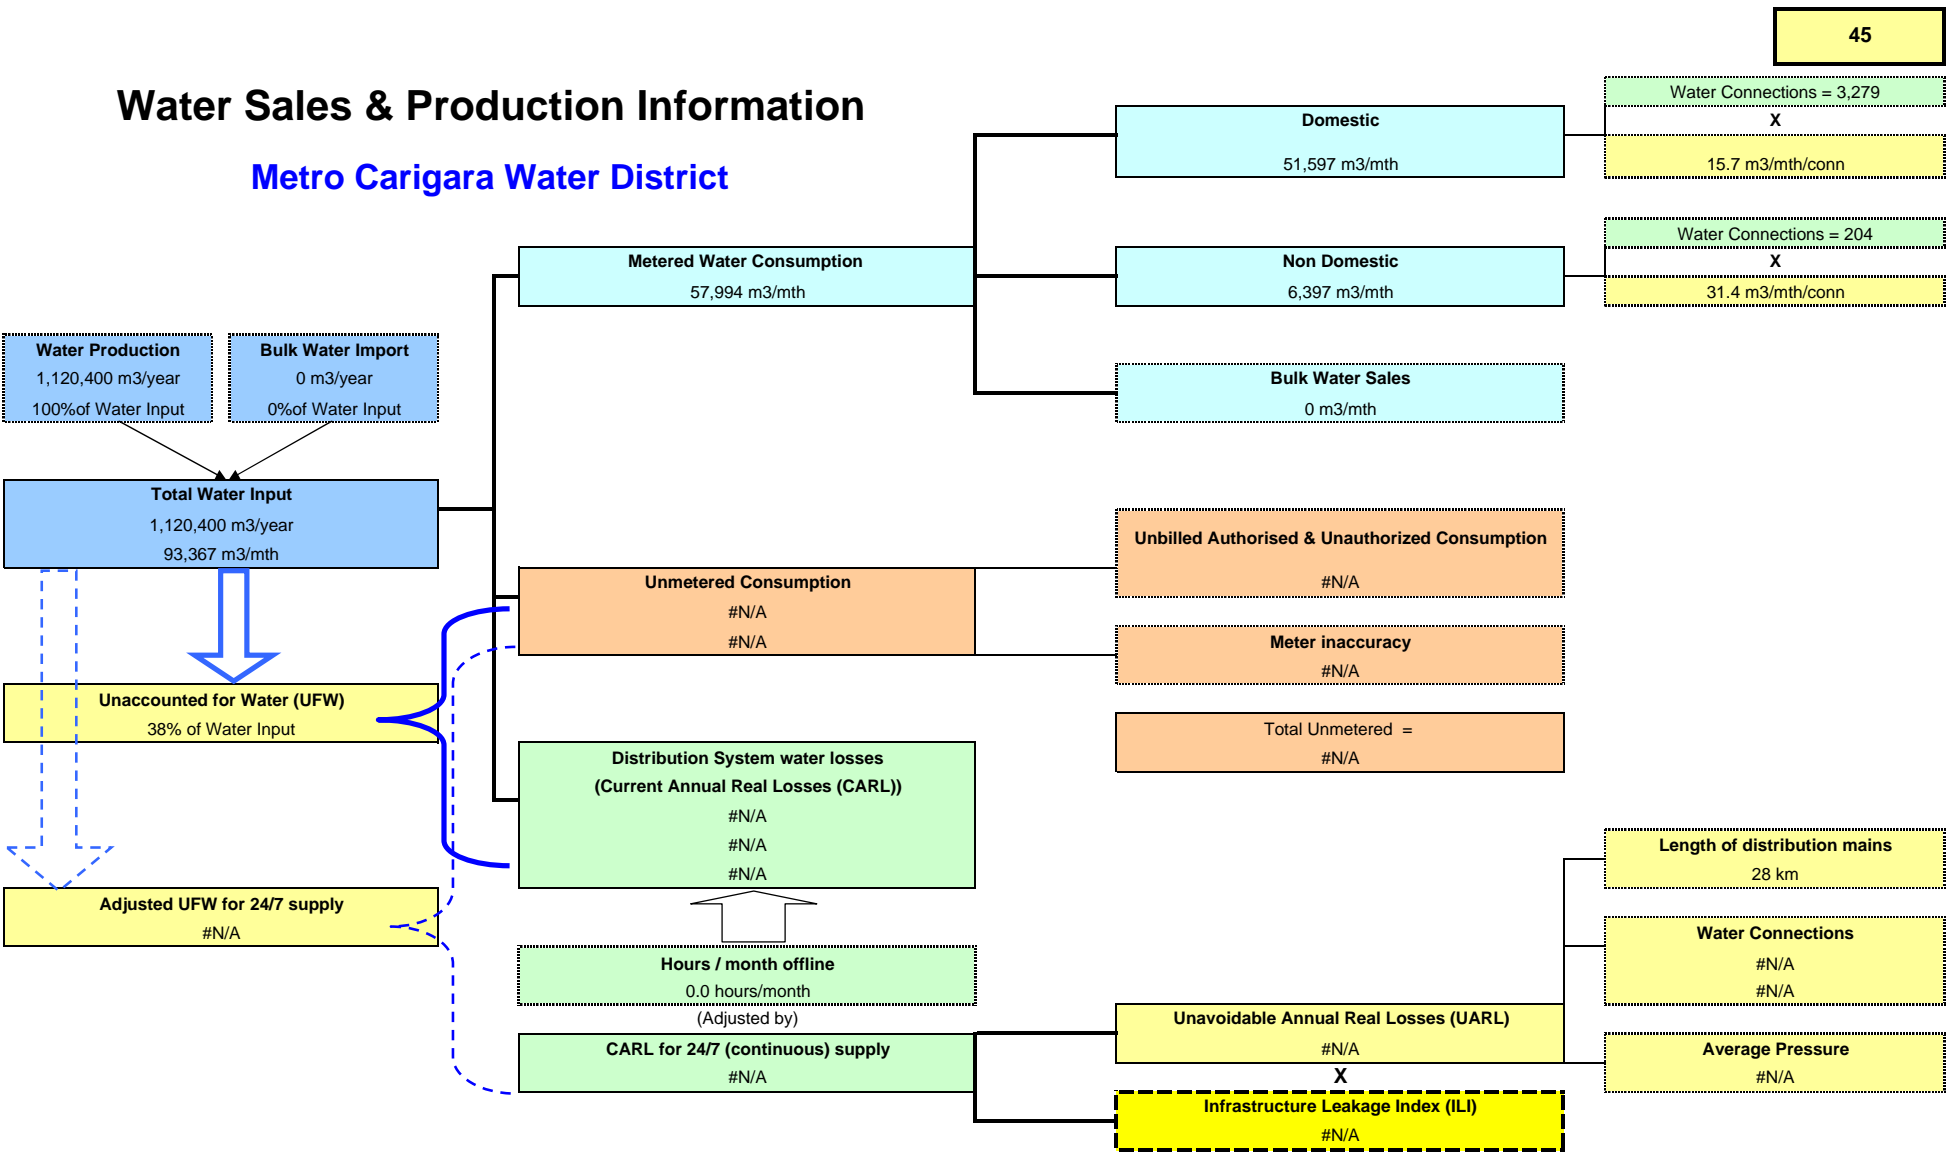 45
Water Sales & Production Information
Metro Carigara Water District
Water Connections = 3,279
X
15.7 m3/mth/conn
Domestic
51,597 m3/mth
Water Connections = 204
X
31.4 m3/mth/conn
Metered Water Consumption
57,994 m3/mth
Non Domestic
6,397 m3/mth
Water Production
1,120,400 m3/year
100%of Water Input
Bulk Water Import
0 m3/year
0%of Water Input
Bulk Water Sales
0 m3/mth
Total Water Input
1,120,400 m3/year
93,367 m3/mth
Unbilled Authorised & Unauthorized Consumption
#N/A
Unmetered Consumption
#N/A
#N/A
Meter inaccuracy
#N/A
Unaccounted for Water (UFW)
38% of Water Input
Total Unmetered =
#N/A
Distribution System water losses
(Current Annual Real Losses (CARL))
#N/A
#N/A
#N/A
Length of distribution mains
28 km
Adjusted UFW for 24/7 supply
#N/A
Water Connections
#N/A
#N/A
Hours / month offline
0.0 hours/month
(Adjusted by)
CARL for 24/7 (continuous) supply
#N/A
Unavoidable Annual Real Losses (UARL)
#N/A
X
Average Pressure
#N/A
Infrastructure Leakage Index (ILI)
#N/A